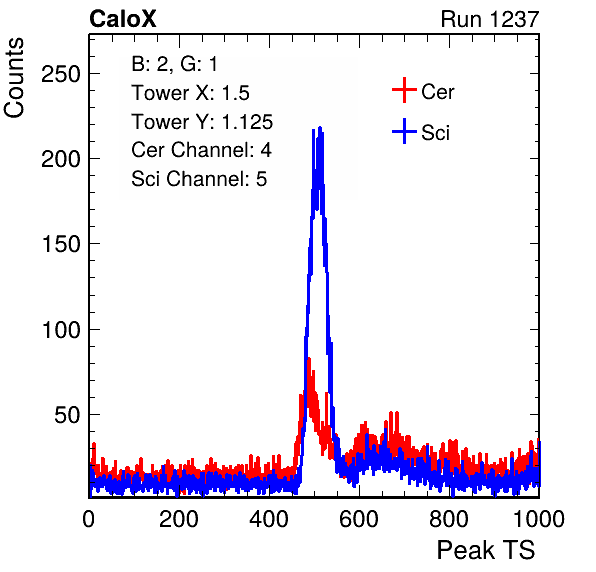 CaloX Run 1237
Counts
B: 2, G: 1
Tower X: 1.5
Tower Y: 1.125
Cer Channel: 4
Sci Channel: 5
Cer
Sci
250
200
150
100
50
0 200 400 600 800 1000
Peak TS